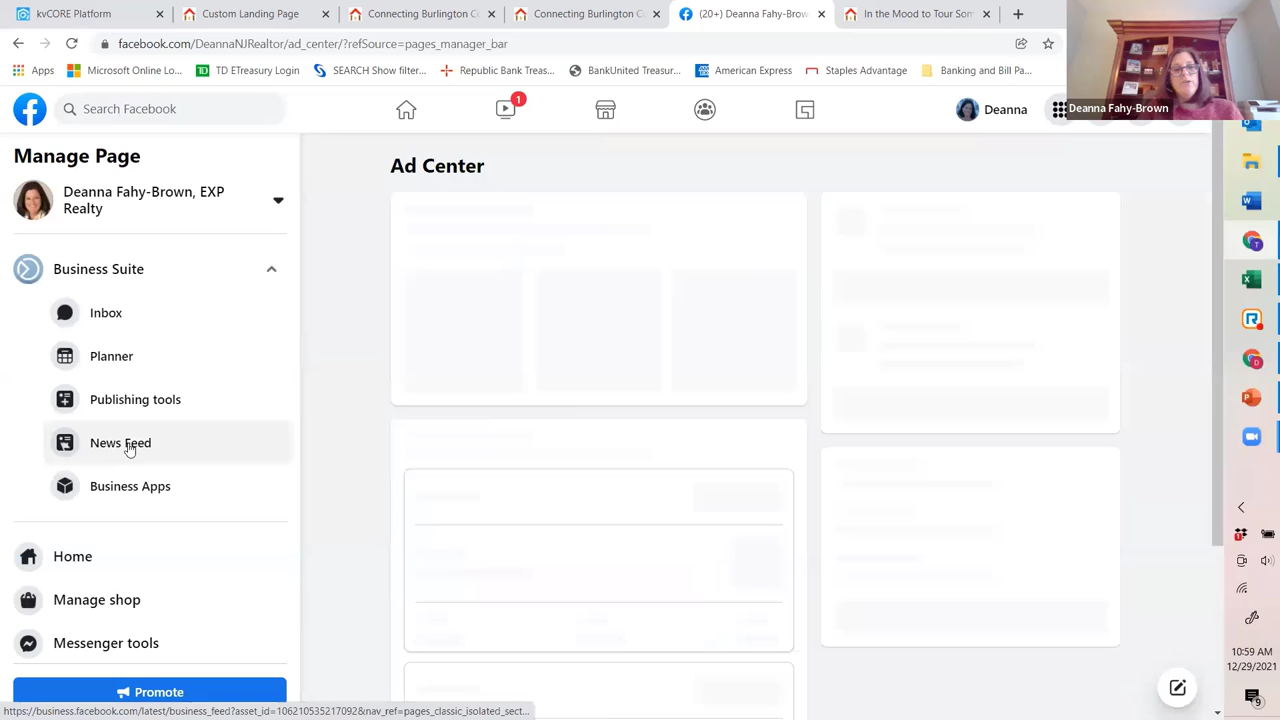 kvCORE Platform
Custom Landing Page
Connecting Burlington C
Connecting Burlington C
(20+) Deanna Fahy-Brow
In the Mood to Tour Som
facebook.com/DeannaNJRealtor/ad_center/?refSource=pages_manager_bar
Apps
Microsoft Online Lo...
TD ETreasury Login
SEARCH Show filter...
Republic Bank Treas...
BankUnited Treasur...
American Express
Staples Advantage
Banking and Bill Pa...
Deanna Fahy-Brown
Search Facebook
1
Deanna
Manage Page
Deanna Fahy-Brown, EXP
Realty
Business Suite
Inbox
Planner
Publishing tools
News Feed
Business Apps
Home
Manage shop
Messenger tools
Promote
Ad Center
https://business.facebook.com/latest/business_feed?asset_id=106210535217092&nav_ref=pages_classic_isolated_sect...
10:59 AM
12/29/2021
9